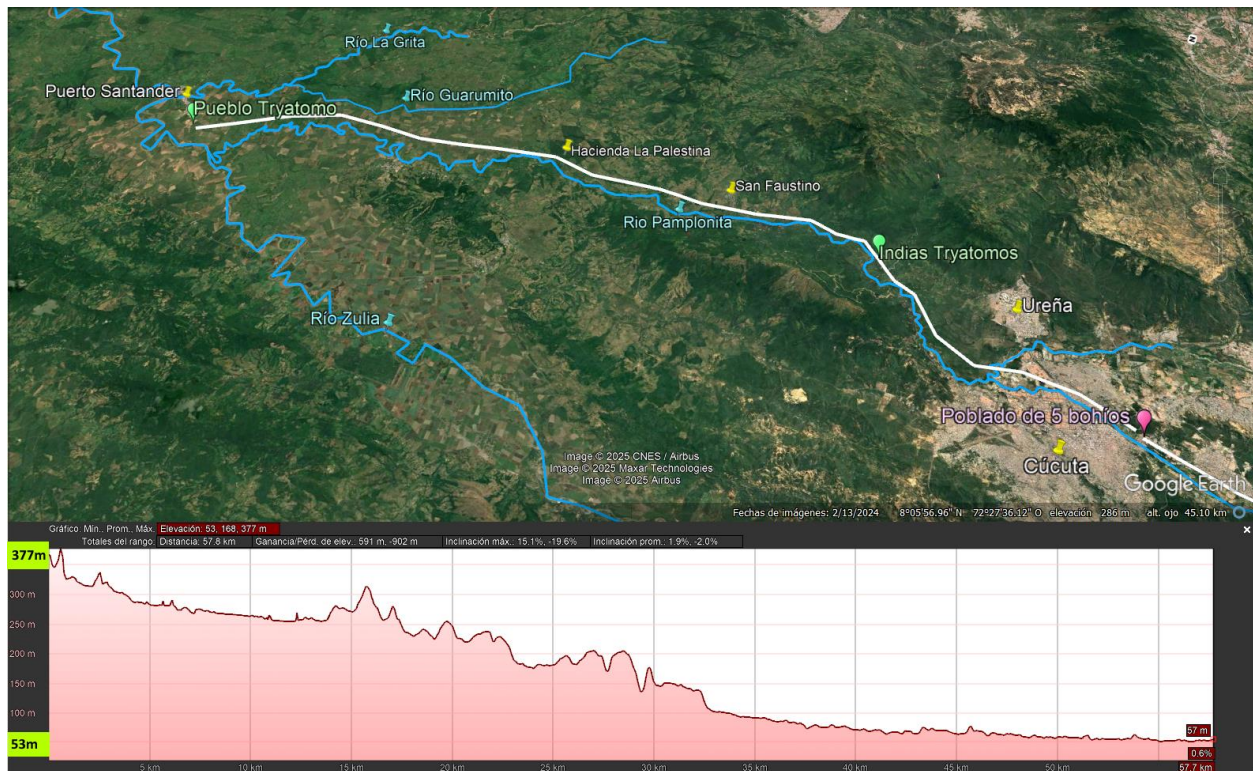 Río La Grita
Puerto Santander
Pueblo Tryatomo
Río Guarumito
Hacienda La Palestina
San Faustino
Rio Pamplonita
Indias Tryatomos
Ureña
Río Zulia
Poblado de 5 bohíos
Cúcuta
Image © 2025 CNES / Airbus
Image © 2025 Maxar Technologies
Image © 2025 Airbus
Google Earth
Fechas de imágenes: 2/13/2024 8°05'56.96" N 72°27'36.12" O elevación 286 m alt. ojo 45.10 km
N
Gráfico: Mín., Prom., Máx. Elevación: 53, 168, 377 m
Totales del rango: Distancia: 57.8 km Ganancia/Pérd. de elev.: 591 m, -902 m Inclinación máx.: 15.1%, -19.6% Inclinación prom.: 1.9%, -2.0%
377m
300 m
250 m
200 m
150 m
100 m
53m
57 m
0.6%
5 km 10 km 15 km 20 km 25 km 30 km 35 km 40 km 45 km 50 km 57.7 km